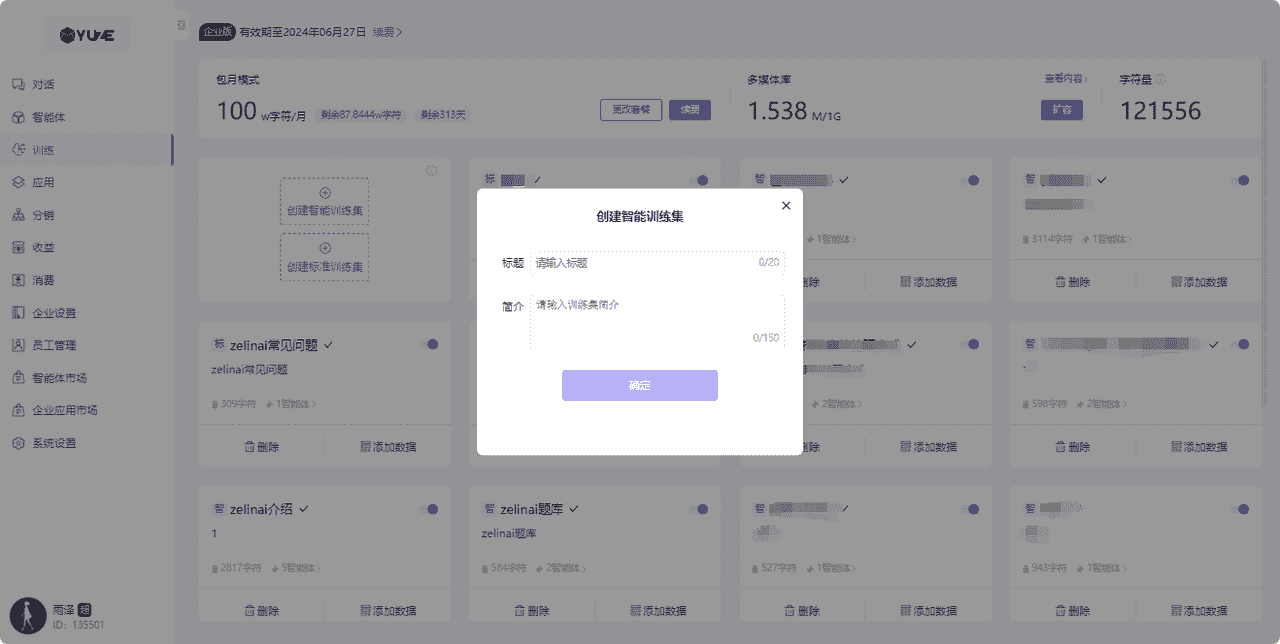 YUZE
企业版 有效期至2024年06月27日 续费
对话
智能体
训练
应用
分销
收益
消费
企业设置
员工管理
智能体市场
企业应用市场
系统设置
雨泽 超
ID: 135501
包月模式
100 w字符/月 剩余87.8444w字符 剩余313天
更改套餐 续费
多媒体库 查看内容
1.538 M/1G 扩容
字符量
121556
创建智能训练集
创建标准训练集
标
智
1智能体
删除 添加数据
智
3114字符 1智能体
删除 添加数据
创建智能训练集
标题 请输入标题 0/20
简介 请输入训练集简介
0/150
确定
标 zelinai常见问题
zelinai常见问题
309字符 1智能体
删除 添加数据
2智能体
删除 添加数据
智
598字符 2智能体
删除 添加数据
智 zelinai介绍
1
2817字符 5智能体
删除 添加数据
智 zelinai题库
zelinai题库
584字符 2智能体
删除 添加数据
智
527字符 1智能体
删除 添加数据
智
943字符 1智能体
删除 添加数据